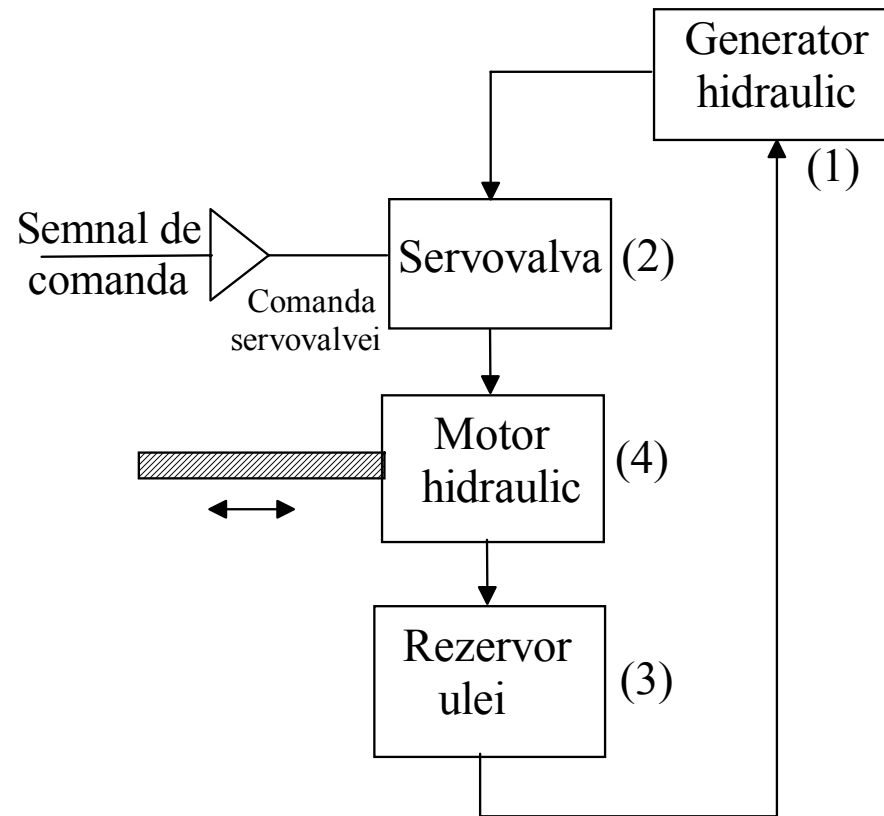 Generator
hidraulic
(1)
Semnal de
comanda
Servovalva
(2)
Comanda
servovalvei
Motor
hidraulic
(4)
Rezervor
ulei
(3)